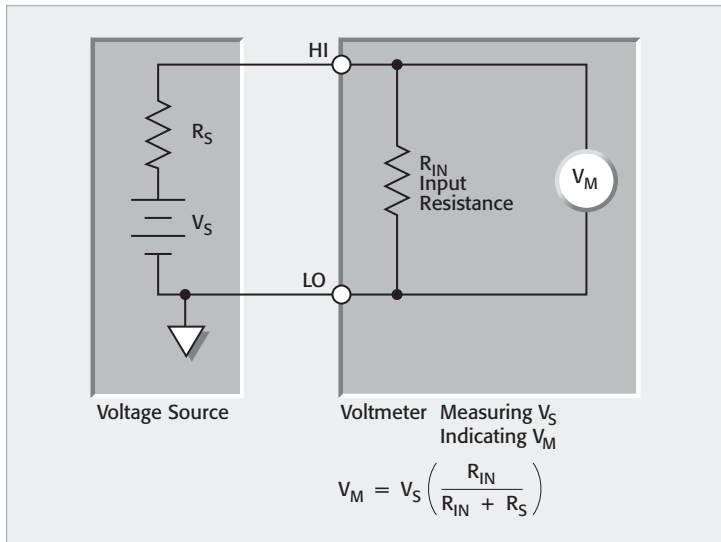 HI
R_S
R_IN
Input
Resistance
V_M
V_S
LO
Voltage Source
Voltmeter Measuring V_S
Indicating V_M
V_M = V_S ( R_IN / R_IN + R_S )